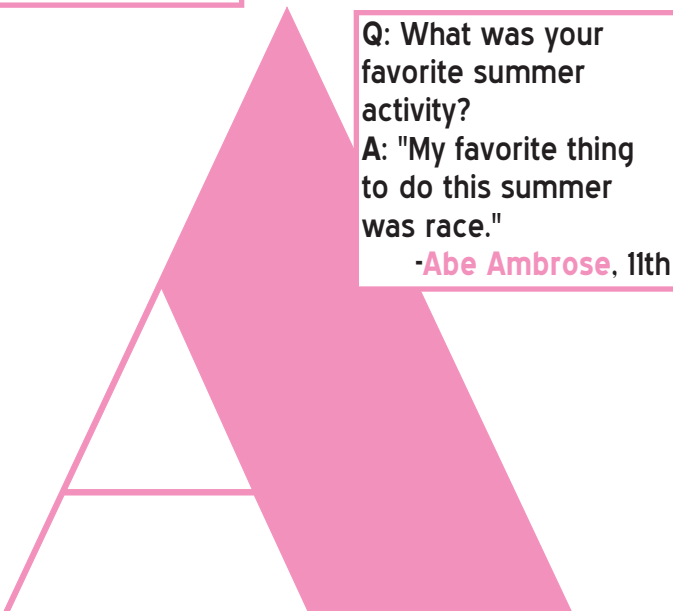 Q: What was your
favorite summer
activity?
A: "My favorite thing
to do this summer
was race."
-Abe Ambrose, 11th
A